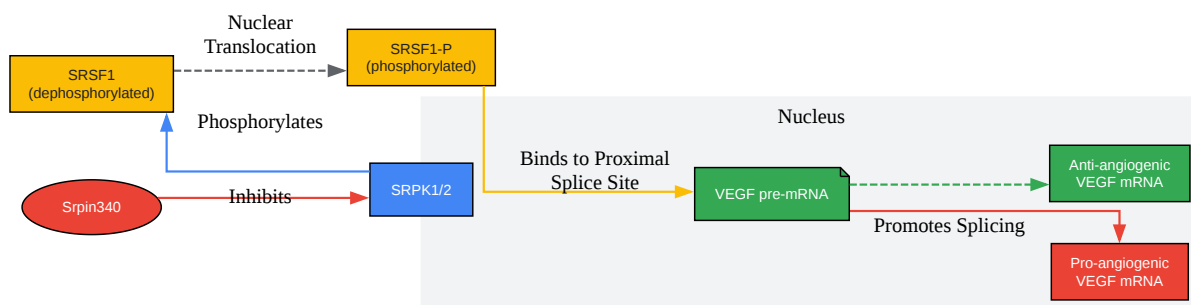 Nuclear
Translocation
SRSF1
(dephosphorylated)
SRSF1-P
(phosphorylated)
Phosphorylates
Nucleus
Srpin340
Inhibits
SRPK1/2
Binds to Proximal
Splice Site
VEGF pre-mRNA
Anti-angiogenic
VEGF mRNA
Promotes Splicing
Pro-angiogenic
VEGF mRNA